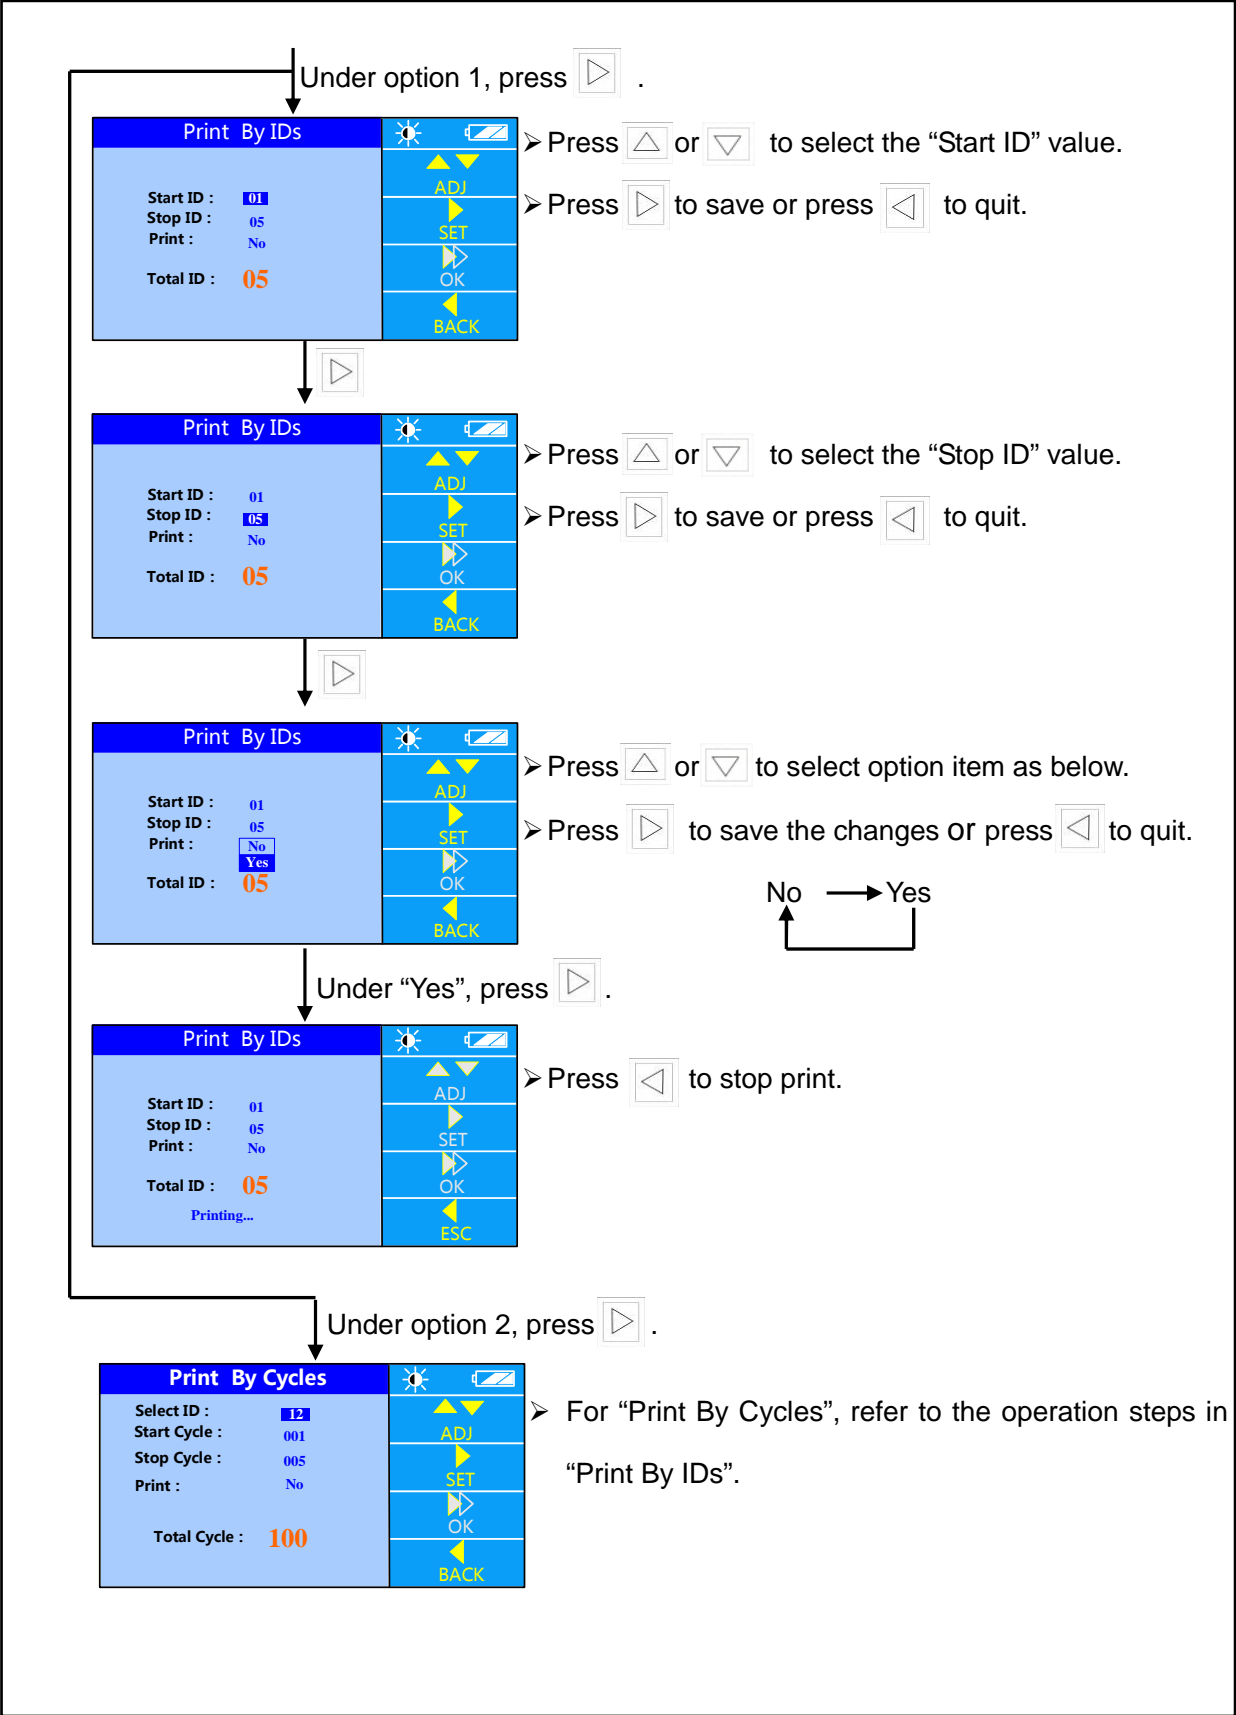 Under option 1, press .
Print By IDs
Start ID : 01
Stop ID : 05
Print : No
Total ID : 05
ADJ
SET
OK
BACK
Press or to select the “Start ID” value.
Press to save or press to quit.
Print By IDs
Start ID : 01
Stop ID : 05
Print : No
Total ID : 05
ADJ
SET
OK
BACK
Press or to select the “Stop ID” value.
Press to save or press to quit.
Print By IDs
Start ID : 01
Stop ID : 05
Print : No
Yes
Total ID : 05
ADJ
SET
OK
BACK
Press or to select option item as below.
Press to save the changes or press to quit.
No Yes
Under “Yes”, press .
Print By IDs
Start ID : 01
Stop ID : 05
Print : No
Total ID : 05
Printing...
ADJ
SET
OK
ESC
Press to stop print.
Under option 2, press .
Print By Cycles
Select ID : 12
Start Cycle : 001
Stop Cycle : 005
Print : No
Total Cycle : 100
ADJ
SET
OK
BACK
For “Print By Cycles”, refer to the operation steps in
“Print By IDs”.